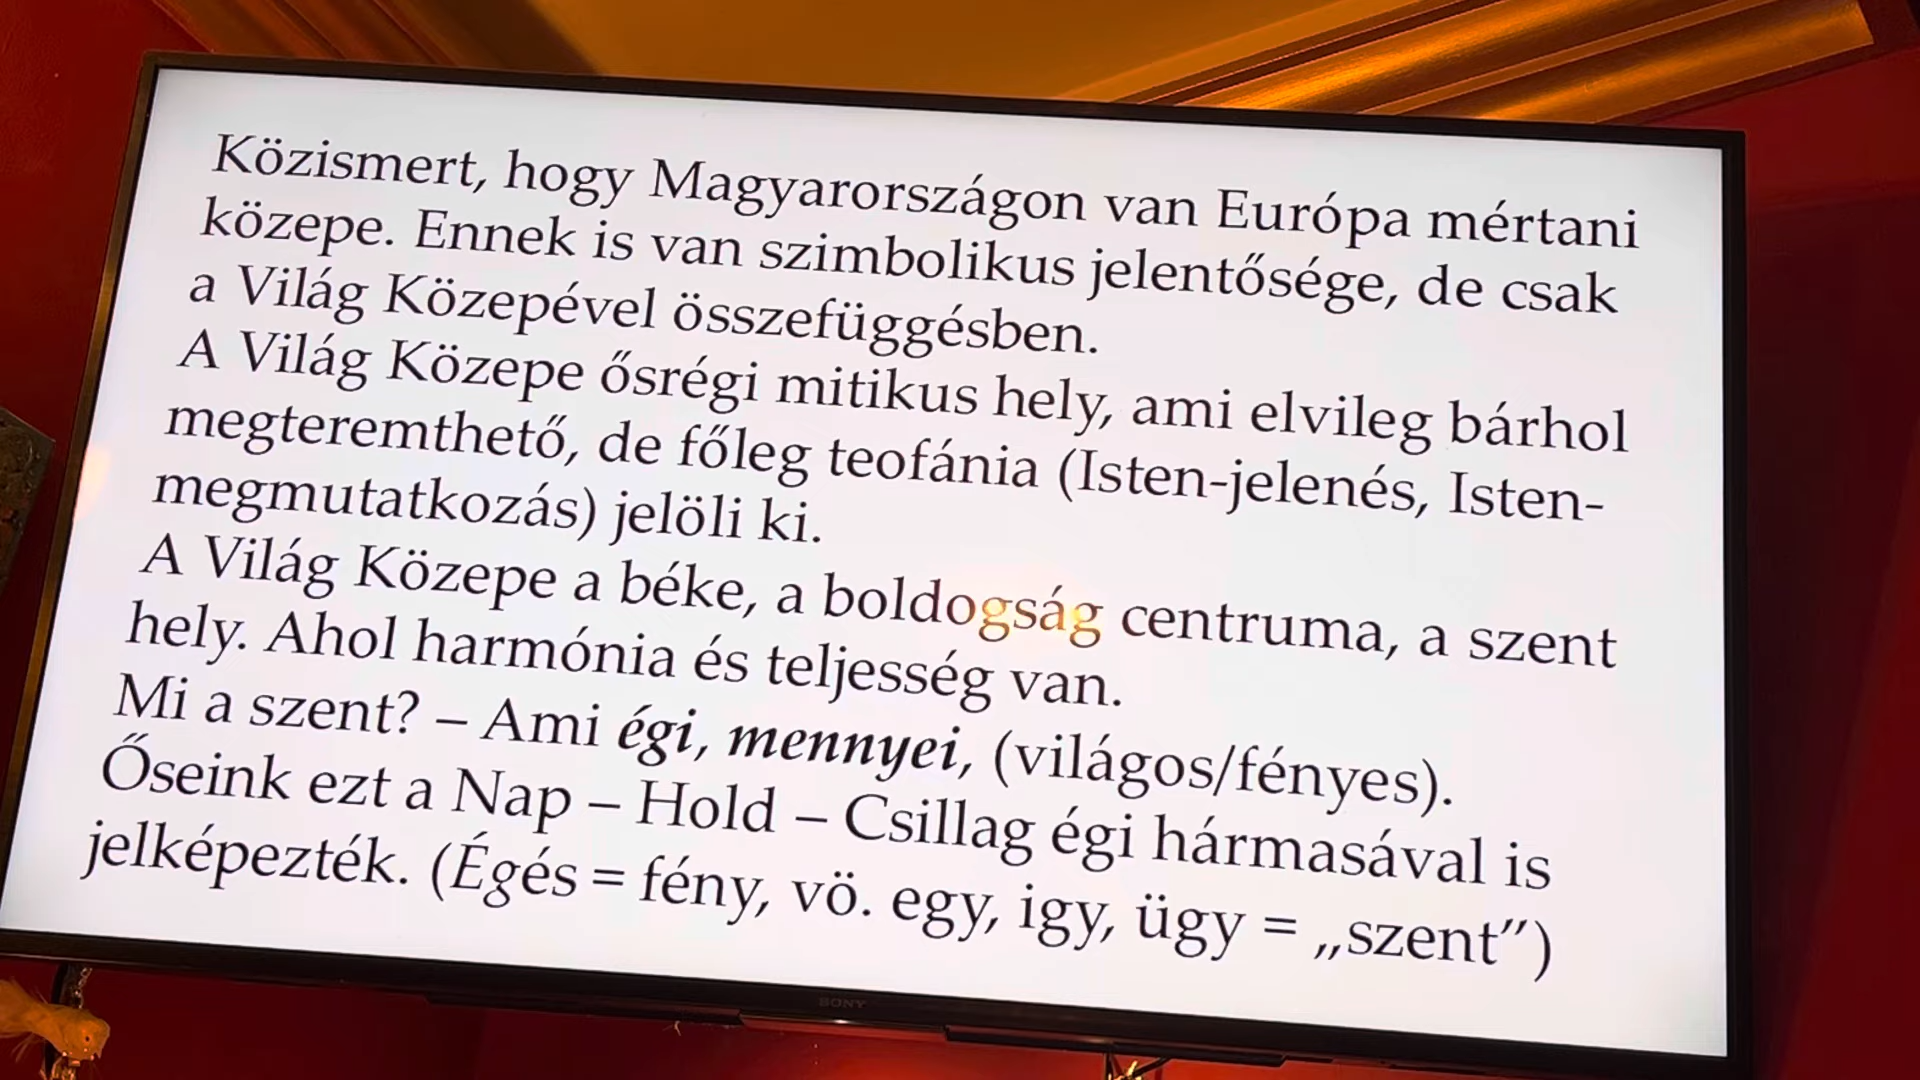 Közismert, hogy Magyarországon van Európa mértani
közepe. Ennek is van szimbolikus jelentősége, de csak
a Világ Közepével összefüggésben.
A Világ Közepe ősrégi mitikus hely, ami elvileg bárhol
megteremthető, de főleg teofánia (Isten-jelenés, Isten-
megmutatkozás) jelöli ki.
A Világ Közepe a béke, a boldogság centruma, a szent
hely. Ahol harmónia és teljesség van.
Mi a szent? – Ami égi, mennyei, (világos/fényes).
Őseink ezt a Nap – Hold – Csillag égi hármasával is
jelképezték. (Égés = fény, vö. egy, igy, ügy = „szent”)
SONY